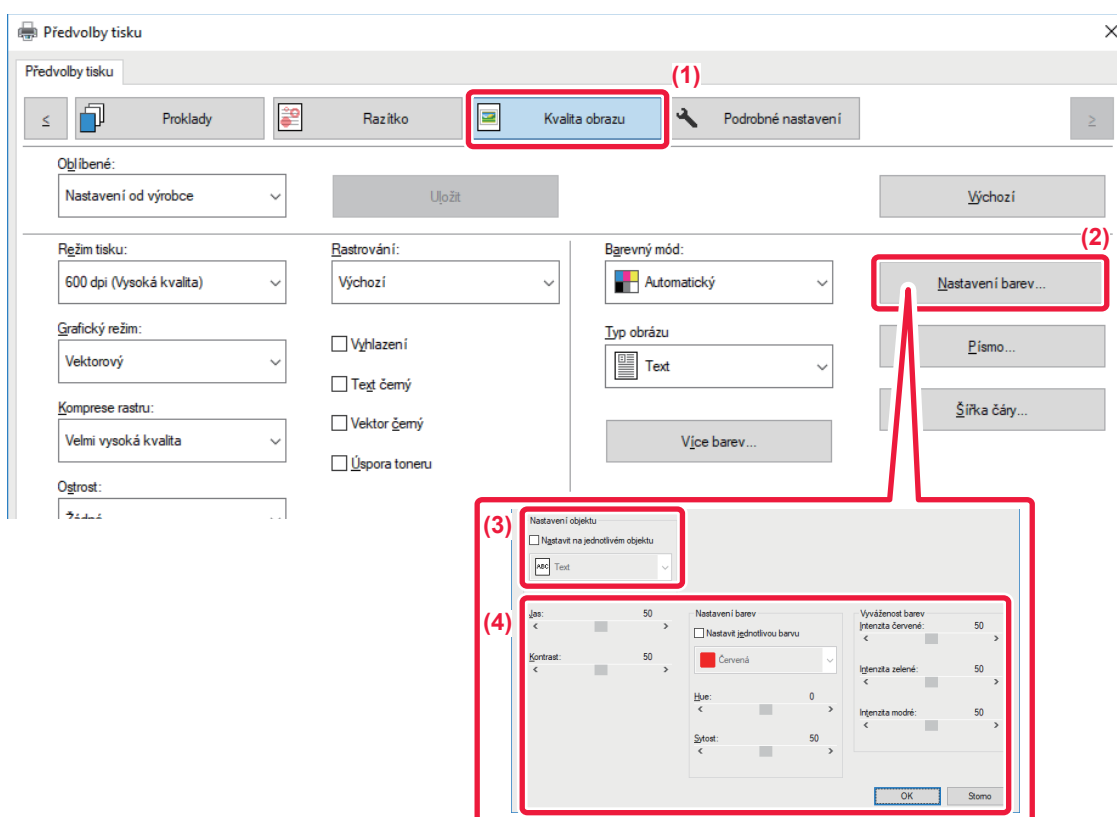 Předvolby tisku
Předvolby tisku
(1)
<
Proklady
Razítko
Kvalita obrazu
Podrobné nastavení
>
Oblíbené:
Nastavení od výrobce
Uložit
Výchozí
(2)
Režim tisku:
600 dpi (Vysoká kvalita)
Rastrování:
Výchozí
Barevný mód:
Automatický
Nastavení barev...
Grafický režim:
Vektorový
Vyhlazení
Text černý
Typ obrázu
Text
Písmo...
Komprese rastru:
Velmi vysoká kvalita
Vektor černý
Úspora toneru
Více barev...
Šířka čáry...
Ostrost:
Žádné
(3)
Nastavení objektu
Nastavit na jednotlivém objektu
ABC Text
(4)
Jas: 50
Kontrast: 50
Nastavení barev
Nastavit jednotlivou barvu
Červená
Hue: 0
Sytost: 50
Vyváženost barev
Intenzita červené: 50
Intenzita zelené: 50
Intenzita modré: 50
OK
Storno